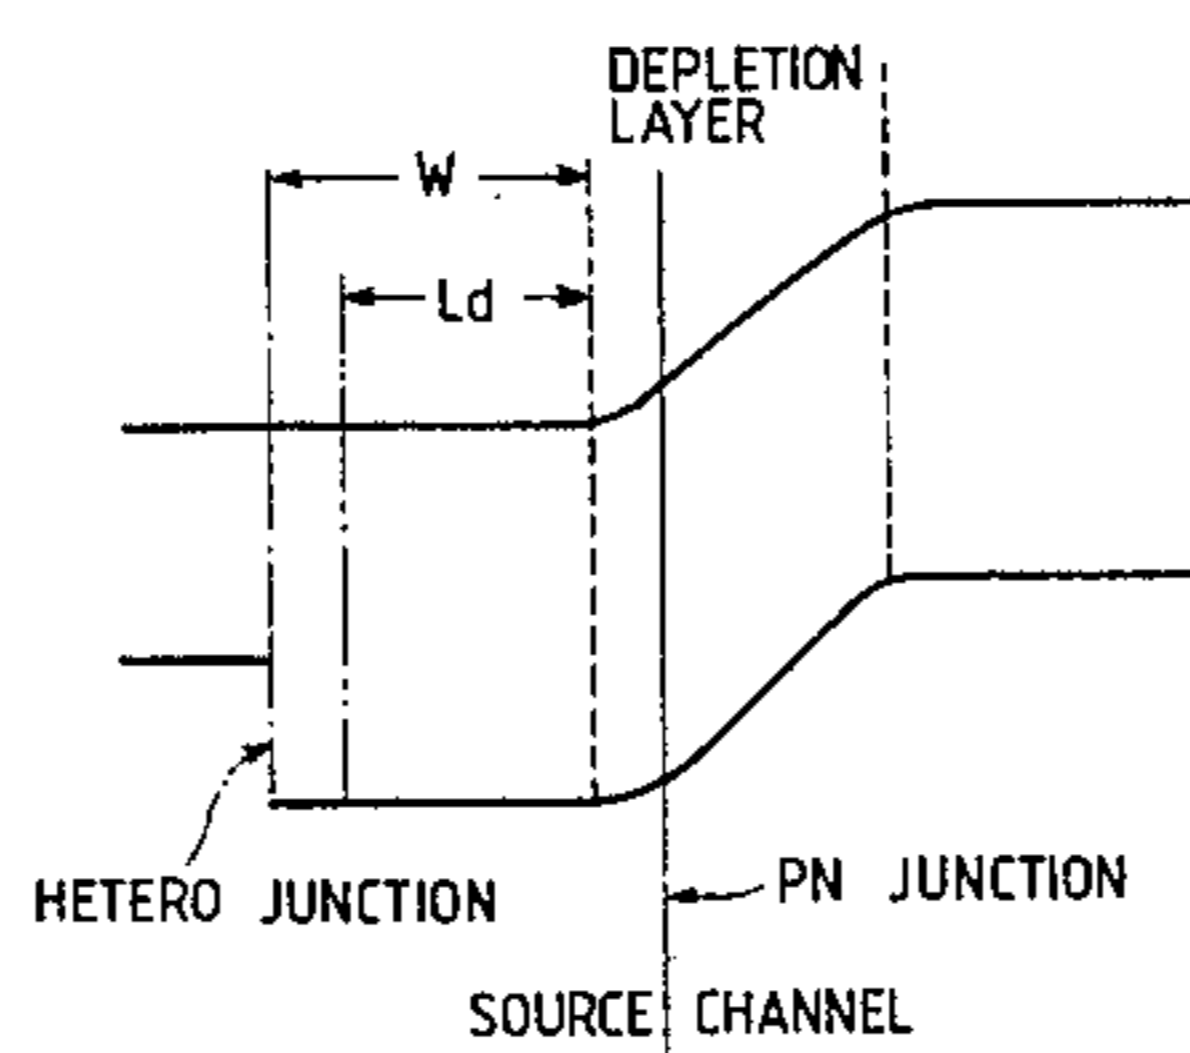 DEPLETION
LAYER
W
Ld
HETERO JUNCTION
PN JUNCTION
SOURCE CHANNEL